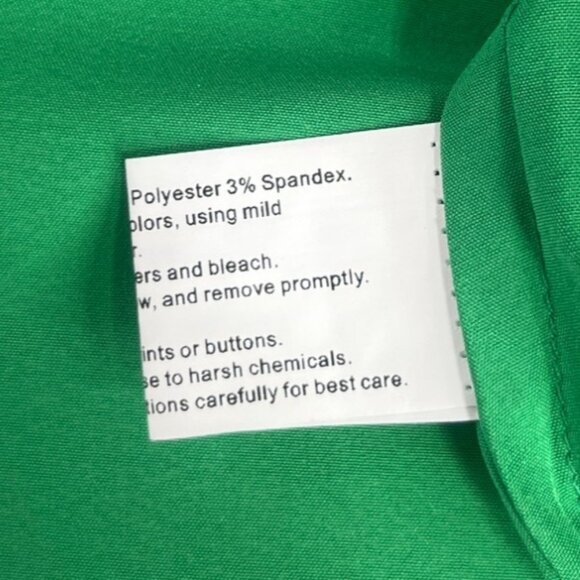 Polyester 3% Spandex.
olors, using mild
r.
ers and bleach.
w, and remove promptly.
ints or buttons.
se to harsh chemicals.
tions carefully for best care.